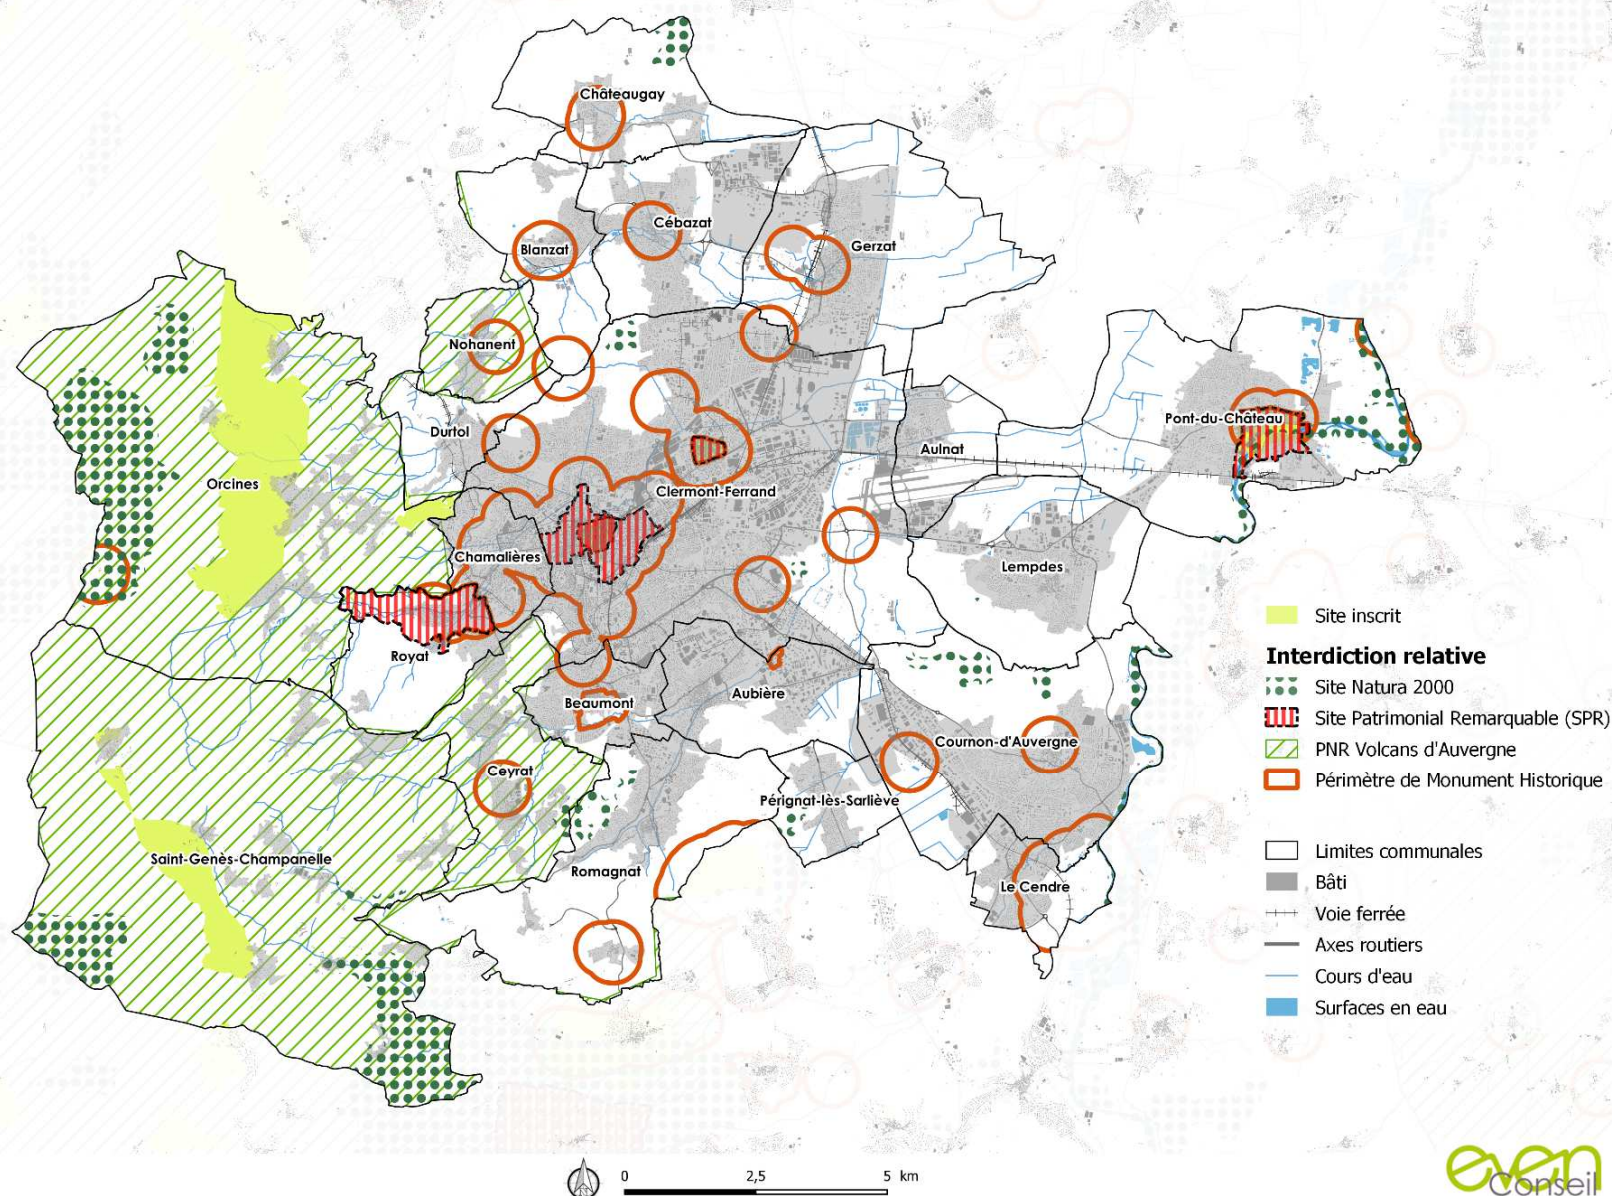 Châteaugay
Cébazat
Blanzat
Gerzat
Nohanent
Durtol
Pont-du-Château
Aulnat
Orcines
Clermont-Ferrand
Chamalières
Lempdes
Royat
Aubière
Beaumont
Cournon-d'Auvergne
Ceyrat
Pérignat-lès-Sarliève
Saint-Genès-Champanelle
Romagnat
Le Cendre
Site inscrit
Interdiction relative
Site Natura 2000
Site Patrimonial Remarquable (SPR)
PNR Volcans d'Auvergne
Périmètre de Monument Historique
Limites communales
Bâti
Voie ferrée
Axes routiers
Cours d'eau
Surfaces en eau
0 2,5 5 km
even
Conseil